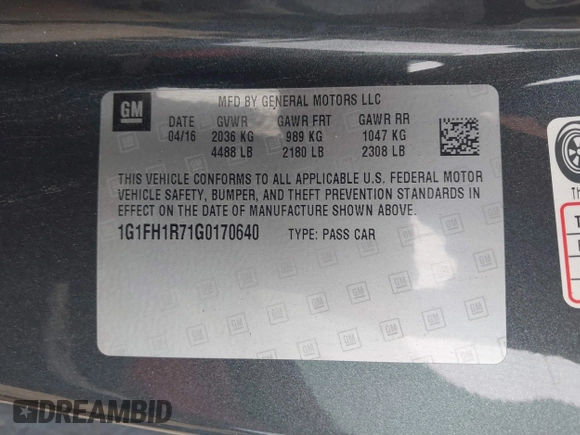 GM
MFD BY GENERAL MOTORS LLC
DATE GVWR GAWR FRT GAWR RR
04/16 2036 KG 989 KG 1047 KG
4488 LB 2180 LB 2308 LB
THIS VEHICLE CONFORMS TO ALL APPLICABLE U.S. FEDERAL MOTOR
VEHICLE SAFETY, BUMPER, AND THEFT PREVENTION STANDARDS IN
EFFECT ON THE DATE OF MANUFACTURE SHOWN ABOVE.
1G1FH1R71G0170640 TYPE: PASS CAR
DREAMBID